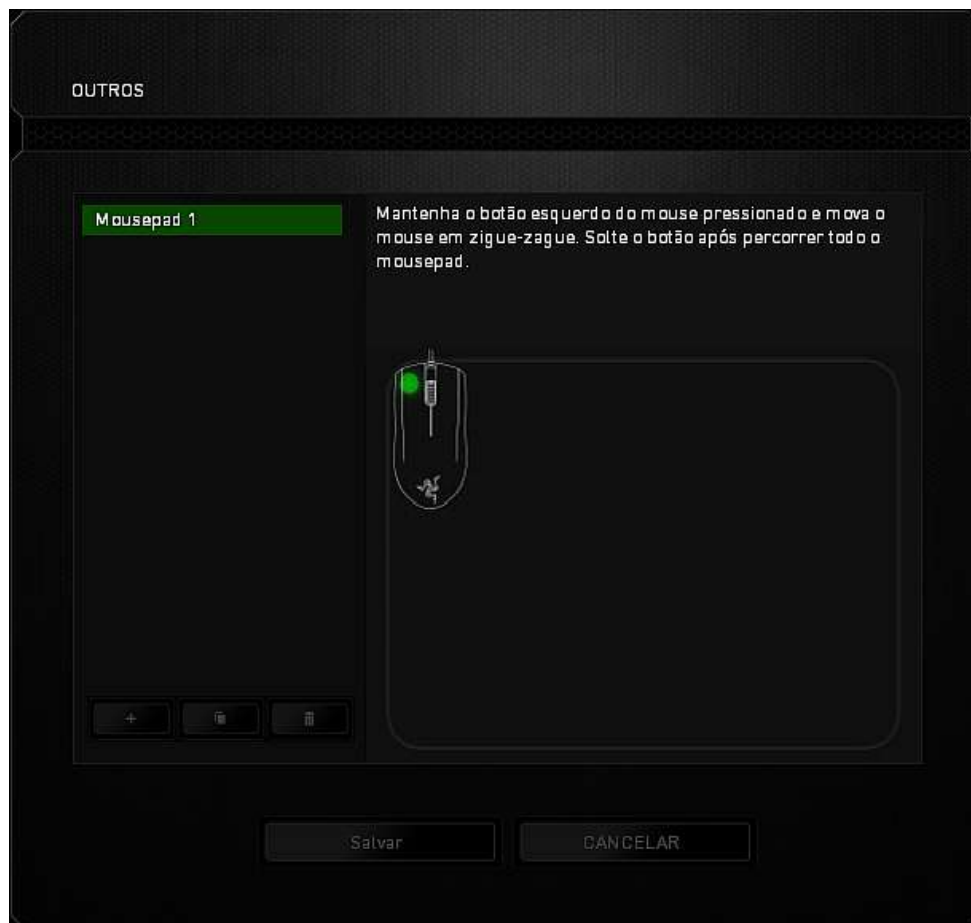 OUTROS
Mousepad 1
Mantenha o botão esquerdo do mouse pressionado e mova o
mouse em zigue-zague. Solte o botão após percorrer todo o
mousepad.
Salvar
CANCELAR